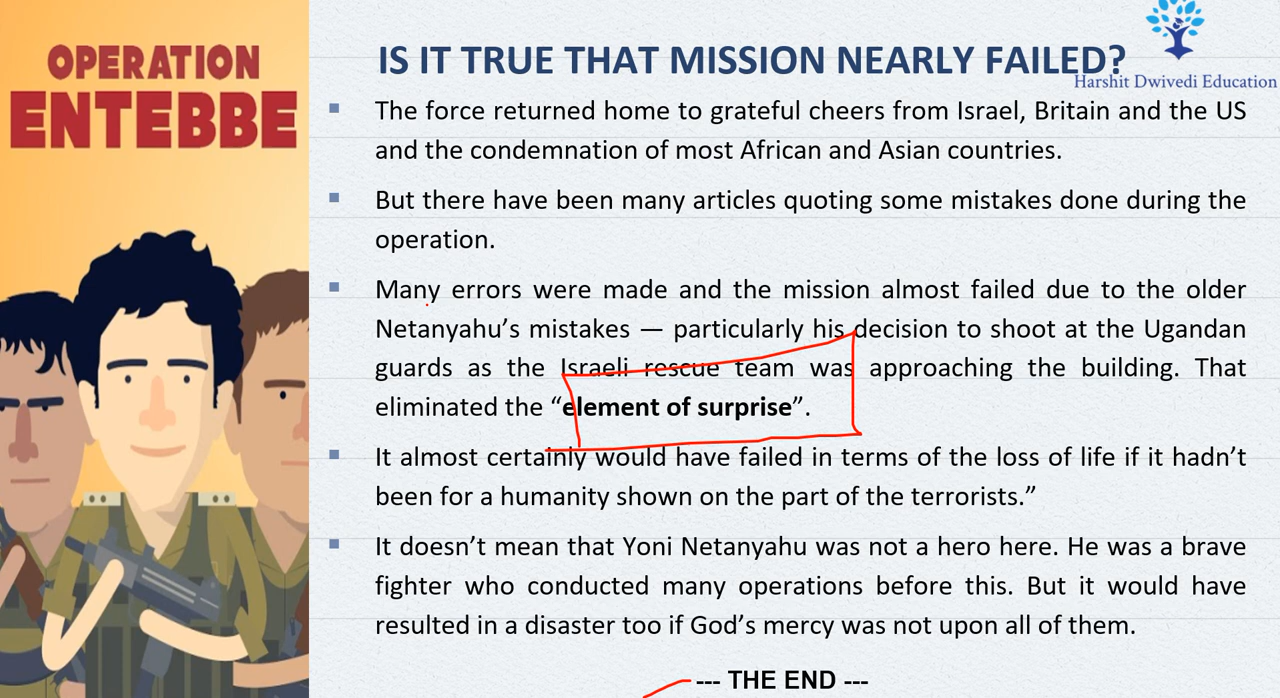 OPERATION
ENTEBBE
IS IT TRUE THAT MISSION NEARLY FAILED?
Harshit Dwivedi Education
▪ The force returned home to grateful cheers from Israel, Britain and the US
and the condemnation of most African and Asian countries.
▪ But there have been many articles quoting some mistakes done during the
operation.
▪ Many errors were made and the mission almost failed due to the older
Netanyahu’s mistakes — particularly his decision to shoot at the Ugandan
guards as the Israeli rescue team was approaching the building. That
eliminated the “element of surprise”.
▪ It almost certainly would have failed in terms of the loss of life if it hadn’t
been for a humanity shown on the part of the terrorists.”
▪ It doesn’t mean that Yoni Netanyahu was not a hero here. He was a brave
fighter who conducted many operations before this. But it would have
resulted in a disaster too if God’s mercy was not upon all of them.
--- THE END ---